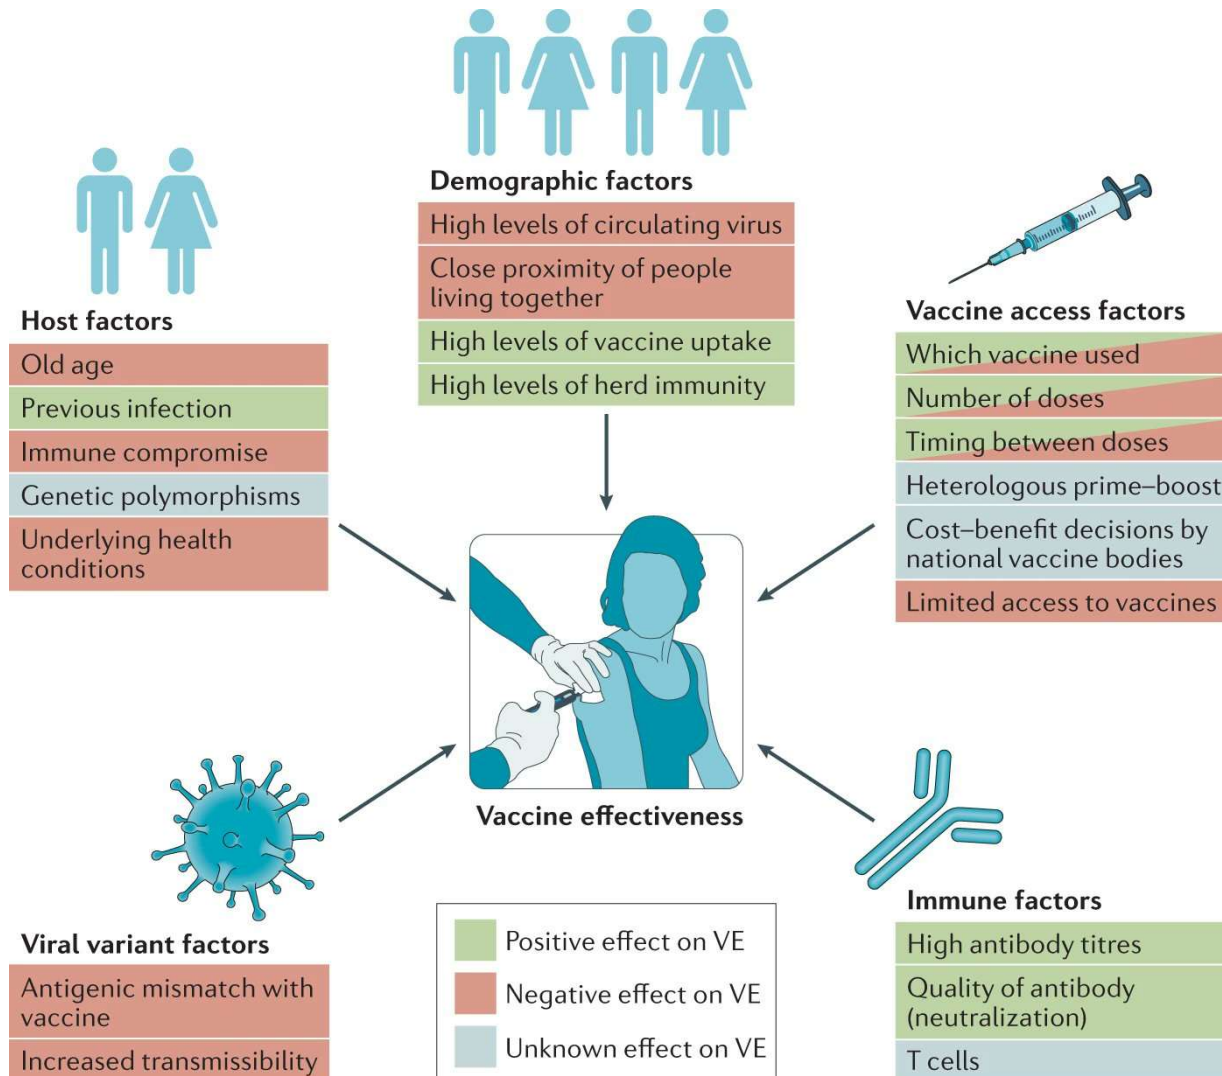 Demographic factors
High levels of circulating virus
Close proximity of people
living together
High levels of vaccine uptake
High levels of herd immunity
Host factors
Old age
Previous infection
Immune compromise
Genetic polymorphisms
Underlying health
conditions
Vaccine access factors
Which vaccine used
Number of doses
Timing between doses
Heterologous prime–boost
Cost–benefit decisions by
national vaccine bodies
Limited access to vaccines
Vaccine effectiveness
Viral variant factors
Antigenic mismatch with
vaccine
Increased transmissibility
Positive effect on VE
Negative effect on VE
Unknown effect on VE
Immune factors
High antibody titres
Quality of antibody
(neutralization)
T cells